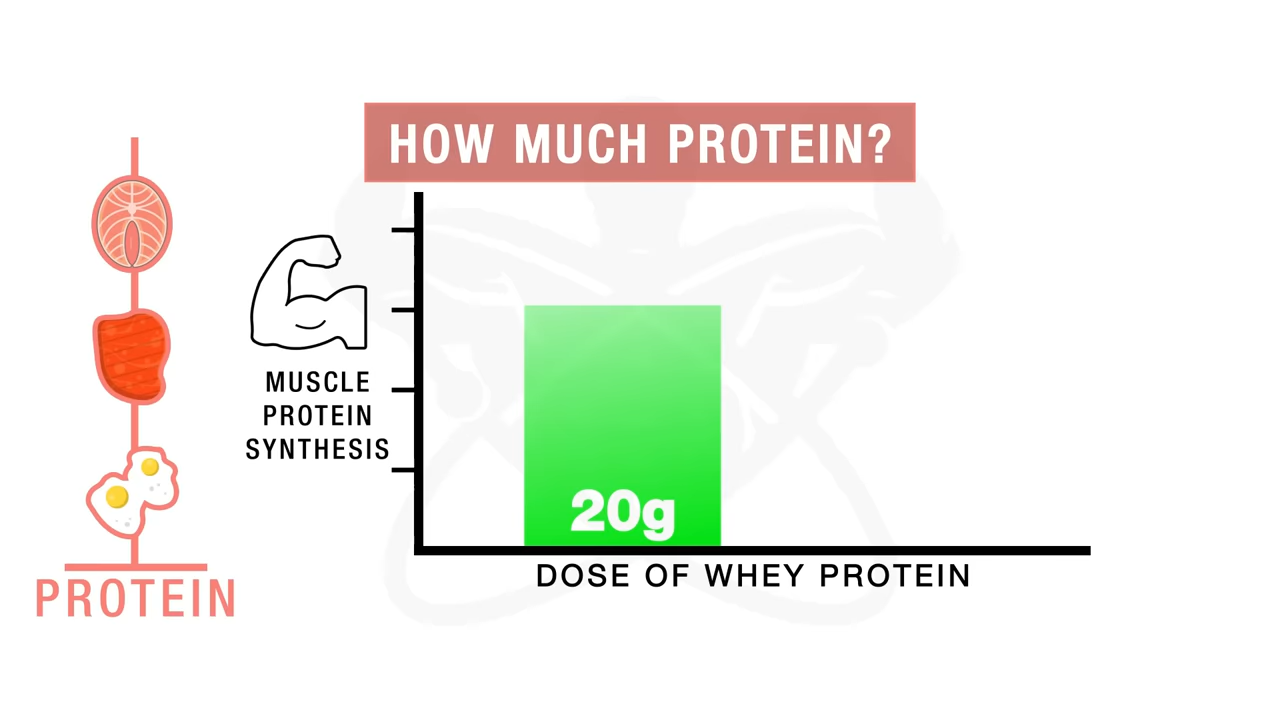 HOW MUCH PROTEIN?
MUSCLE
PROTEIN
SYNTHESIS
20g
DOSE OF WHEY PROTEIN
PROTEIN